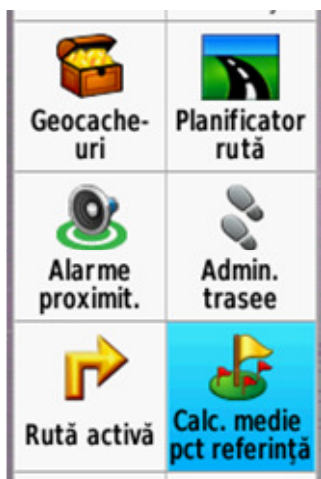 Geocache-
uri
Planificator
rută
Alarme
proximit.
Admin.
trasee
Rută activă
Calc. medie
pct referință